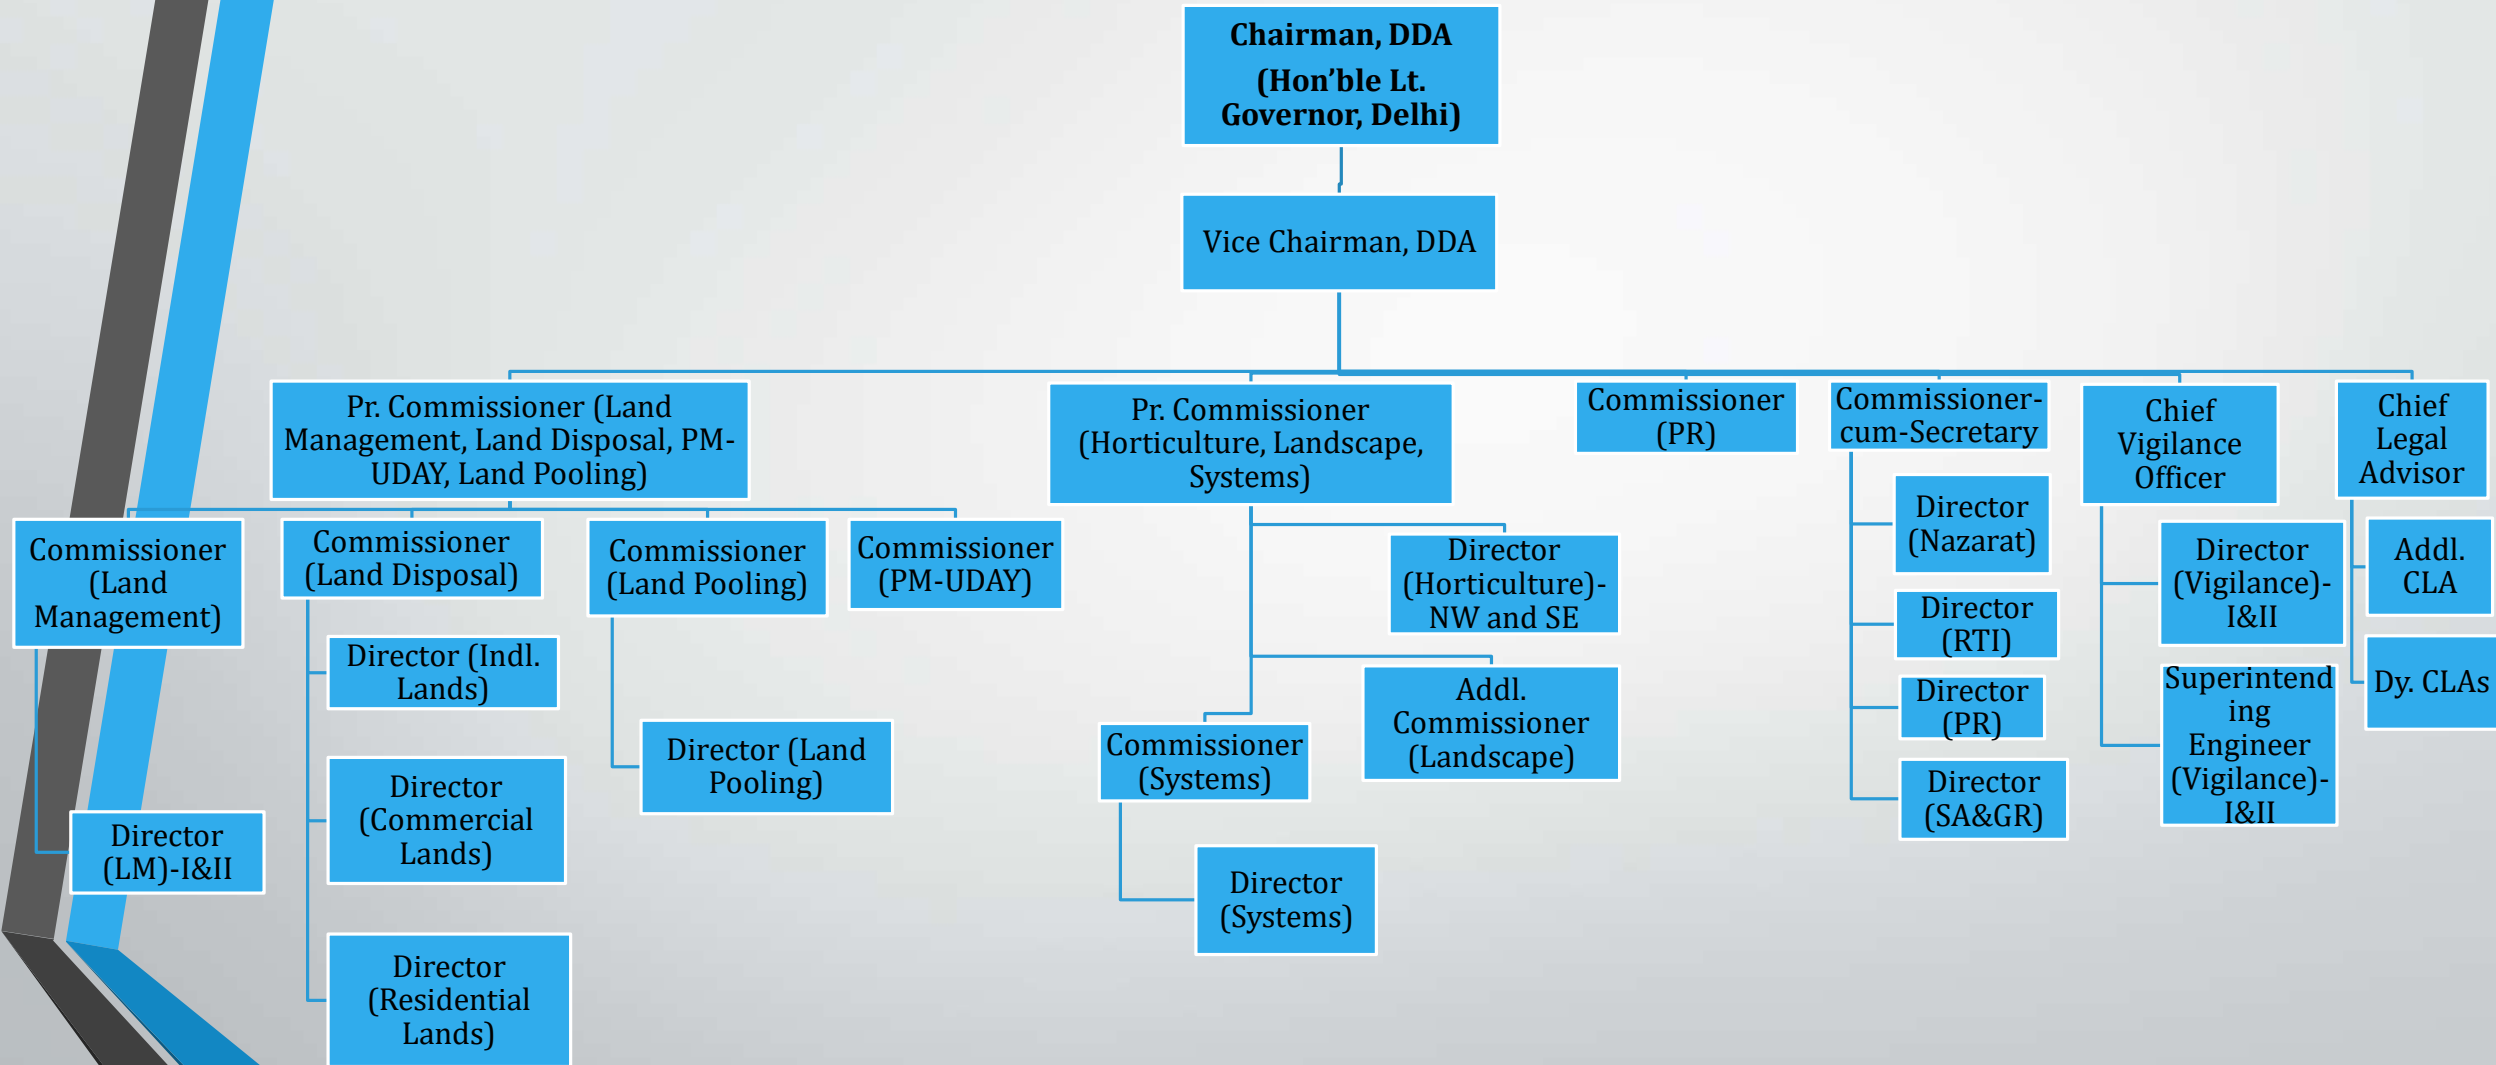 Chairman, DDA
(Hon’ble Lt.
Governor, Delhi)
Vice Chairman, DDA
Pr. Commissioner (Land
Management, Land Disposal, PM-
UDAY, Land Pooling)
Pr. Commissioner
(Horticulture, Landscape,
Systems)
Commissioner
(PR)
Commissioner-
cum-Secretary
Chief
Vigilance
Officer
Chief
Legal
Advisor
Commissioner
(Land
Management)
Commissioner
(Land Disposal)
Commissioner
(Land Pooling)
Commissioner
(PM-UDAY)
Director
(LM)-I&II
Director (Indl.
Lands)
Director
(Commercial
Lands)
Director
(Residential
Lands)
Director (Land
Pooling)
Director
(Horticulture)-
NW and SE
Addl.
Commissioner
(Landscape)
Commissioner
(Systems)
Director
(Systems)
Director
(Nazarat)
Director
(RTI)
Director
(PR)
Director
(SA&GR)
Director
(Vigilance)-
I&II
Superintend
ing
Engineer
(Vigilance)-
I&II
Addl.
CLA
Dy. CLAs